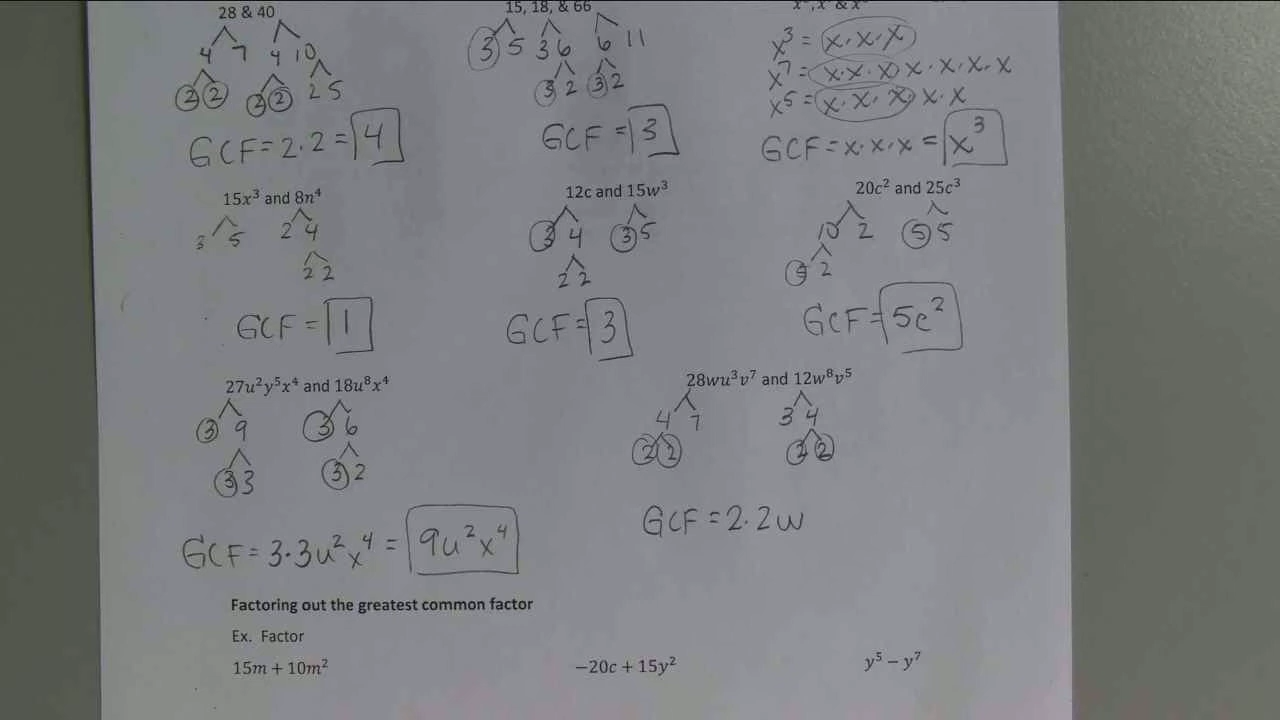 28 & 40
4 7 4 10
2 2 2 2 2 5
GCF = 2·2 = 4
15, 18, & 66
3 5 3 6 6 11
3 2 3 2
GCF = 3
x³ = x·x·x
x⁷ = x·x·x x·x·x·x
x⁵ = x·x·x x·x
GCF = x·x·x = x³
15x³ and 8n⁴
3 5 2 4
2 2
GCF = 1
12c and 15w³
3 4 3 5
2 2
GCF = 3
20c² and 25c³
10 2 5 5
5 2
GCF = 5c²
27u²y⁵x⁴ and 18u⁸x⁴
3 9 3 6
3 3 3 2
GCF = 3·3u²x⁴ = 9u²x⁴
28wu³v⁷ and 12w⁸v⁵
4 7 3 4
2 2 2 2
GCF = 2·2w
Factoring out the greatest common factor
Ex. Factor
15m + 10m²
−20c + 15y²
y⁵ − y⁷